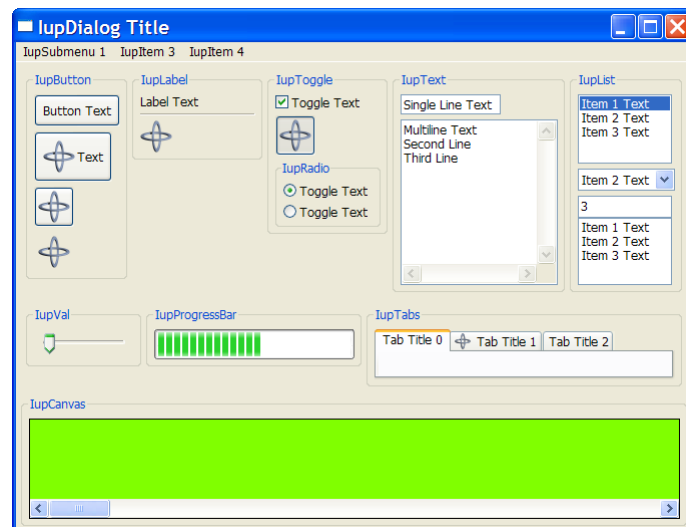 IupDialog Title
IupSubmenu 1 IupItem 3 IupItem 4
IupButton
Button Text
Text
IupLabel
Label Text
IupToggle
Toggle Text
IupRadio
Toggle Text
Toggle Text
IupText
Single Line Text
Multiline Text
Second Line
Third Line
IupList
Item 1 Text
Item 2 Text
Item 3 Text
Item 2 Text
3
Item 1 Text
Item 2 Text
Item 3 Text
IupVal
IupProgressBar
IupTabs
Tab Title 0 Tab Title 1 Tab Title 2
IupCanvas